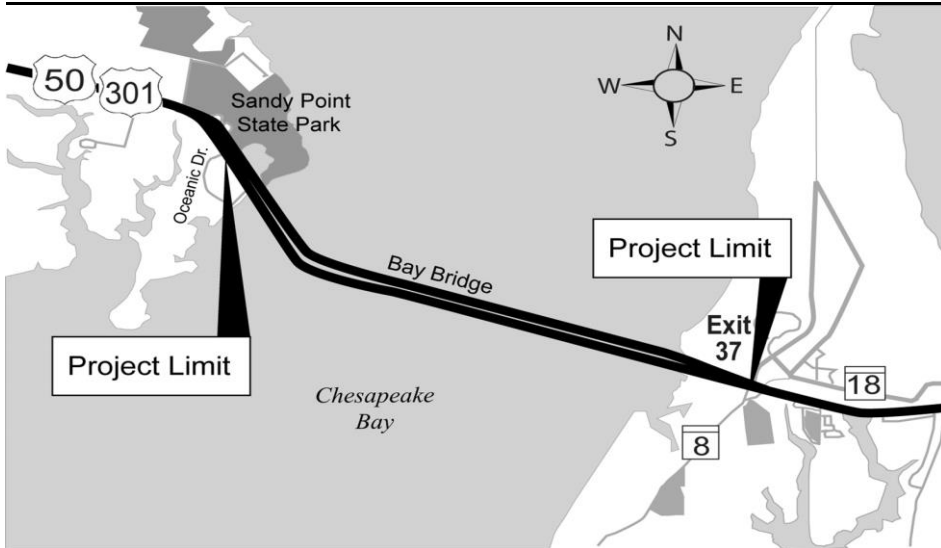 50
301
Sandy Point
State Park
Oceanic Dr.
N
W
E
S
Project Limit
Bay Bridge
Exit
37
Project Limit
Chesapeake
Bay
18
8